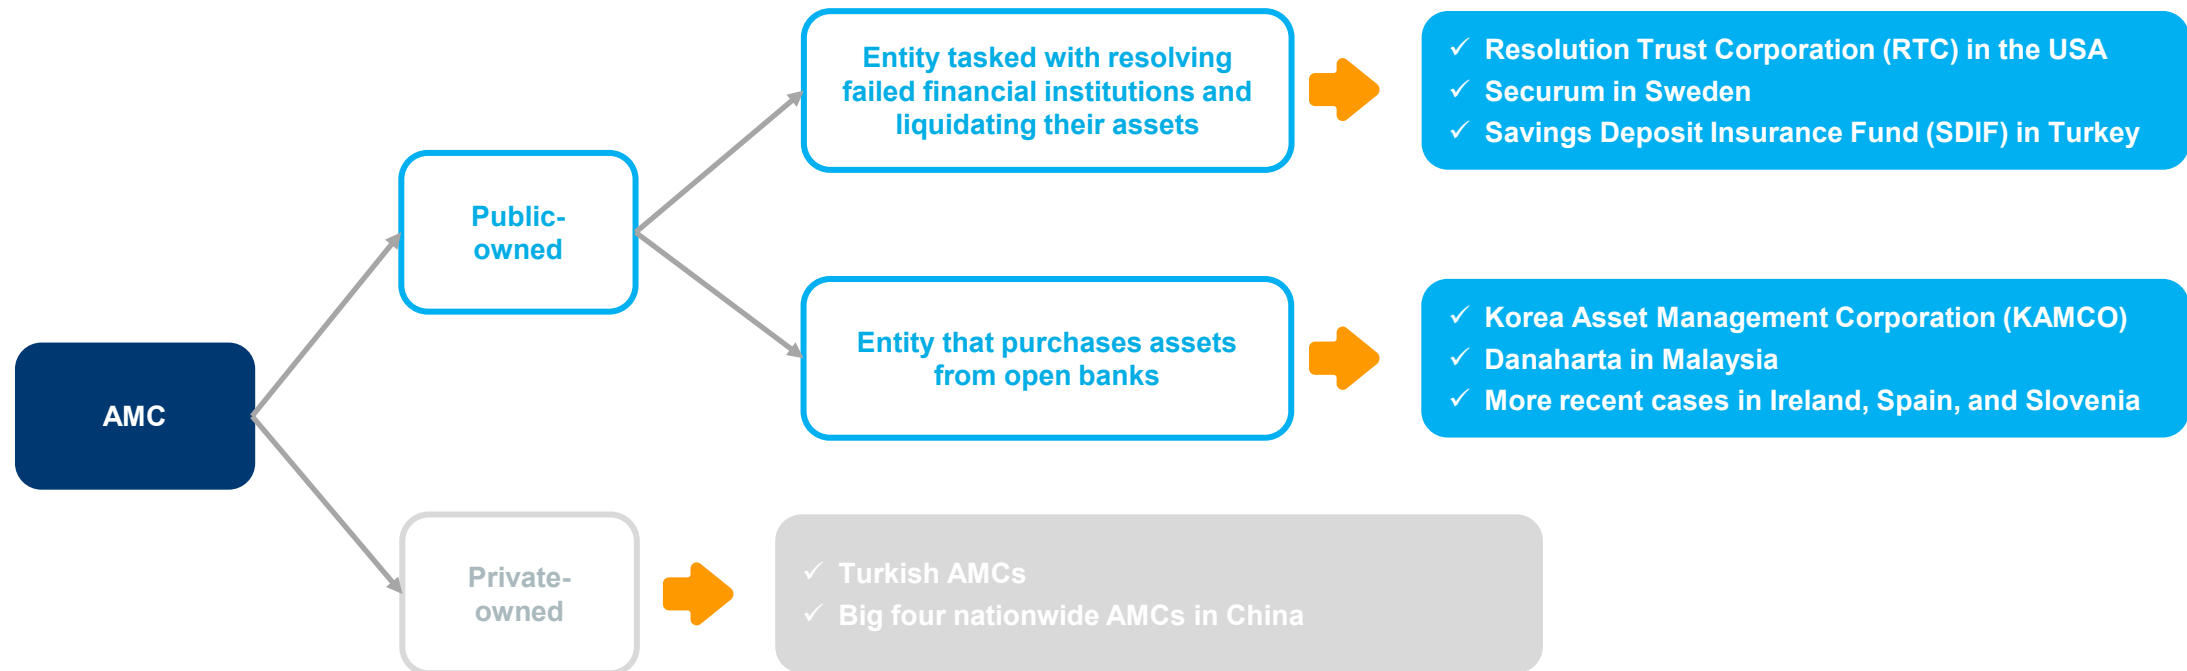 Entity tasked with resolving
failed financial institutions and
liquidating their assets
✓ Resolution Trust Corporation (RTC) in the USA
✓ Securum in Sweden
✓ Savings Deposit Insurance Fund (SDIF) in Turkey
Public-
owned
Entity that purchases assets
from open banks
✓ Korea Asset Management Corporation (KAMCO)
✓ Danaharta in Malaysia
✓ More recent cases in Ireland, Spain, and Slovenia
AMC
Private-
owned
✓ Turkish AMCs
✓ Big four nationwide AMCs in China